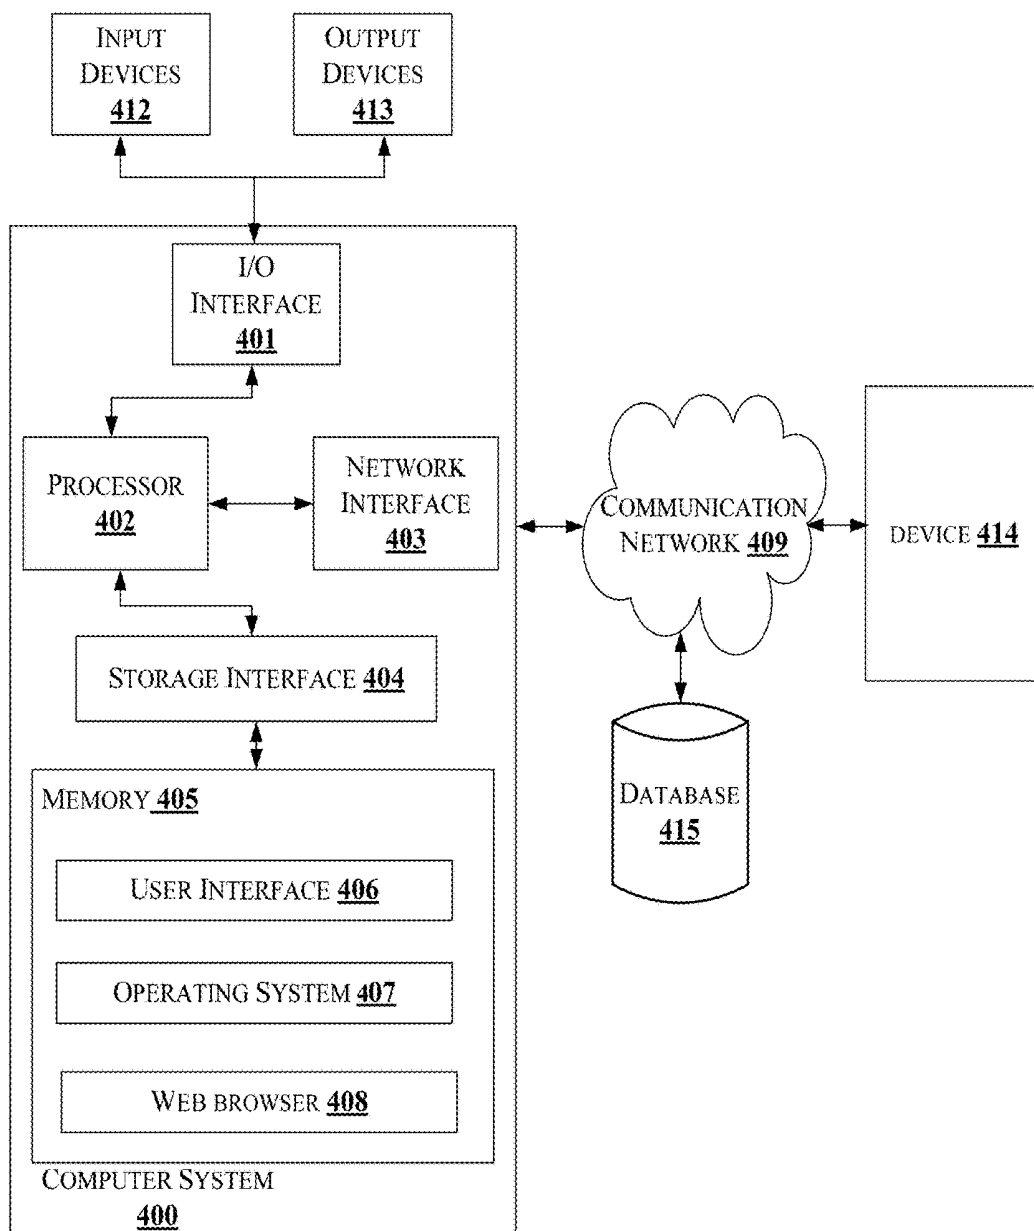 INPUT
DEVICES
412
OUTPUT
DEVICES
413
I/O
INTERFACE
401
PROCESSOR
402
NETWORK
INTERFACE
403
COMMUNICATION
NETWORK 409
DEVICE 414
STORAGE INTERFACE 404
DATABASE
415
MEMORY 405
USER INTERFACE 406
OPERATING SYSTEM 407
WEB BROWSER 408
COMPUTER SYSTEM
400